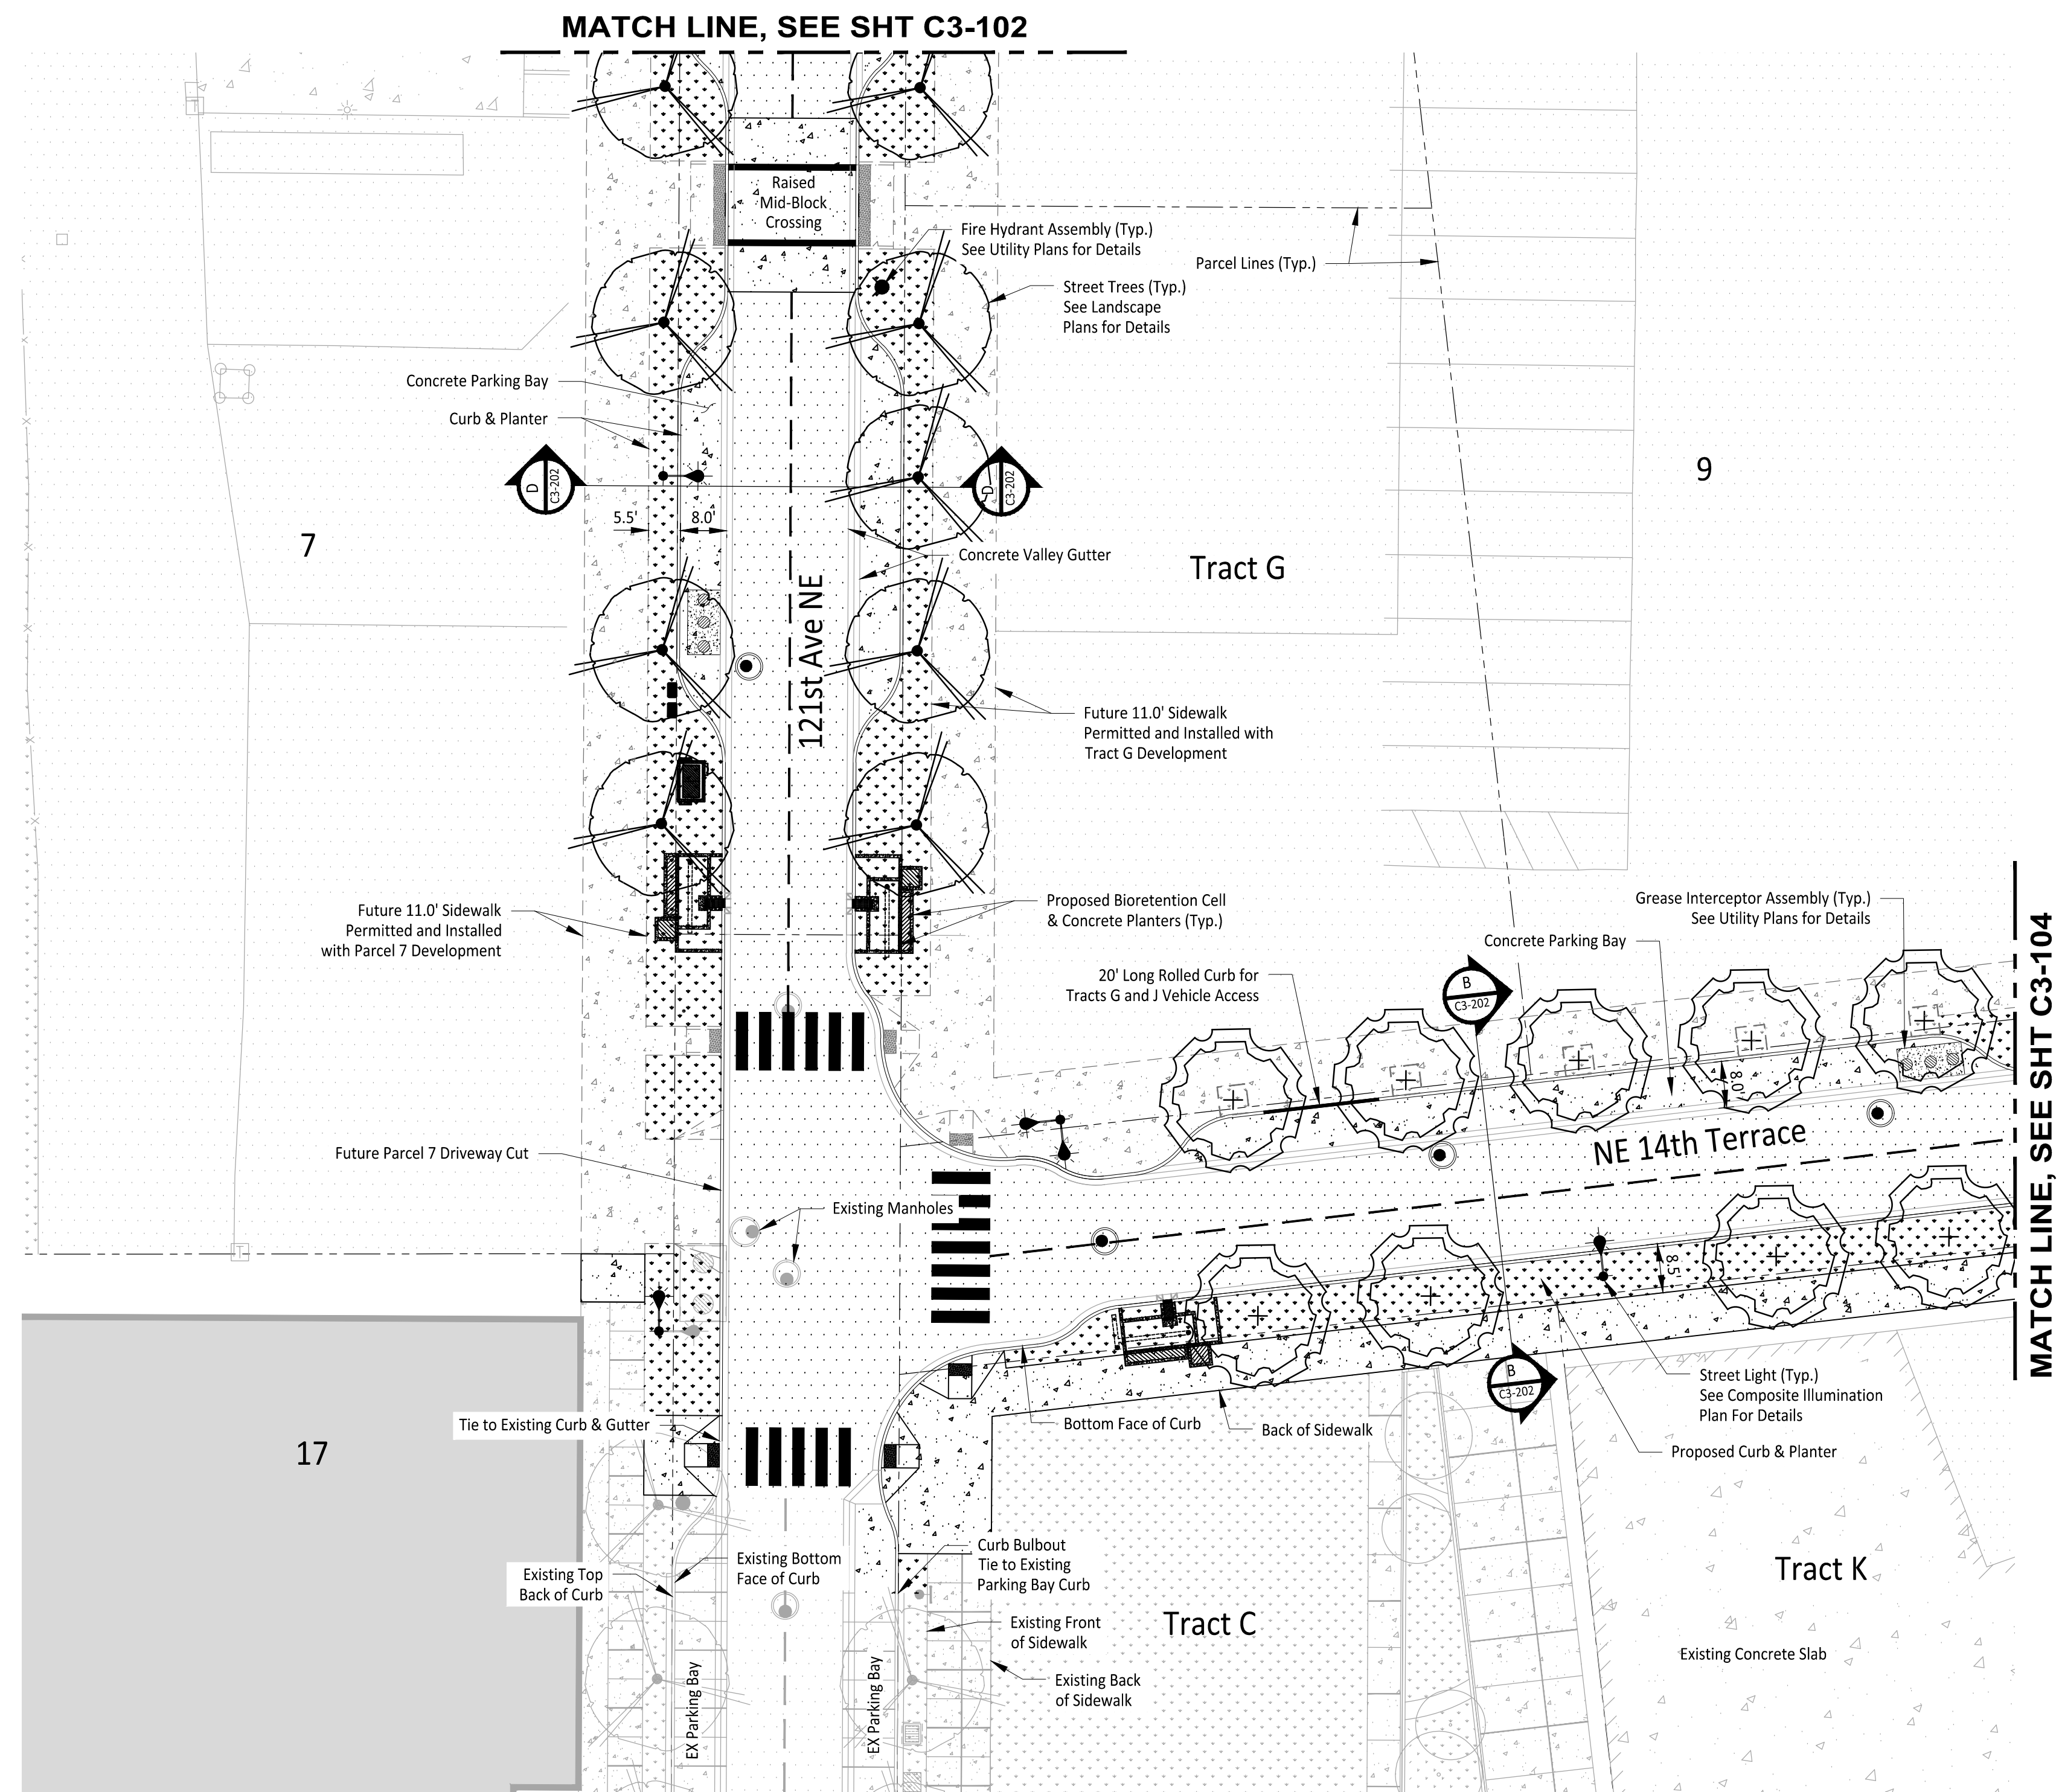 MATCH LINE, SEE SHT C3-102
Raised
Mid-Block
Crossing
Fire Hydrant Assembly (Typ.)
See Utility Plans for Details
Parcel Lines (Typ.)
Street Trees (Typ.)
See Landscape
Plans for Details
Concrete Parking Bay
Curb & Planter
D
C3-202
D
C3-202
9
5.5'
8.0'
7
Concrete Valley Gutter
Tract G
121st Ave NE
Future 11.0' Sidewalk
Permitted and Installed with
Tract G Development
Future 11.0' Sidewalk
Permitted and Installed
with Parcel 7 Development
Proposed Bioretention Cell
& Concrete Planters (Typ.)
Grease Interceptor Assembly (Typ.)
See Utility Plans for Details
Concrete Parking Bay
20' Long Rolled Curb for
Tracts G and J Vehicle Access
B
C3-202
MATCH LINE, SEE SHT C3-104
8.0'
NE 14th Terrace
Future Parcel 7 Driveway Cut
Existing Manholes
8.5'
T
T
B
C3-202
Street Light (Typ.)
See Composite Illumination
Plan For Details
Proposed Curb & Planter
Tie to Existing Curb & Gutter
Bottom Face of Curb
Back of Sidewalk
17
Existing Bottom
Face of Curb
Existing Top
Back of Curb
Curb Bulbout
Tie to Existing
Parking Bay Curb
Tract K
Existing Front
of Sidewalk
Tract C
Existing Concrete Slab
Existing Back
of Sidewalk
EX Parking Bay
EX Parking Bay